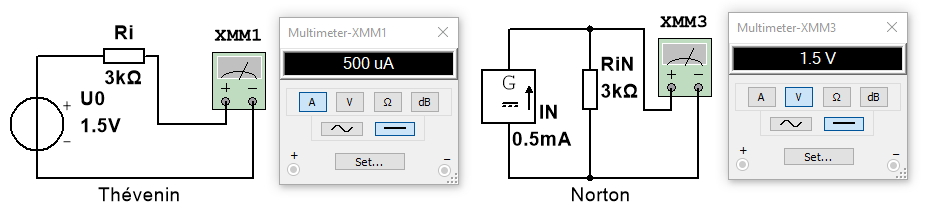 Ri
3kΩ
U0
1.5V
+
−
XMM1
+ −
Thévenin
Multimeter-XMM1
500 uA
A V Ω dB
Set...
+ −
G
IN
0.5mA
RiN
3kΩ
XMM3
+ −
Norton
Multimeter-XMM3
1.5 V
A V Ω dB
Set...
+ −